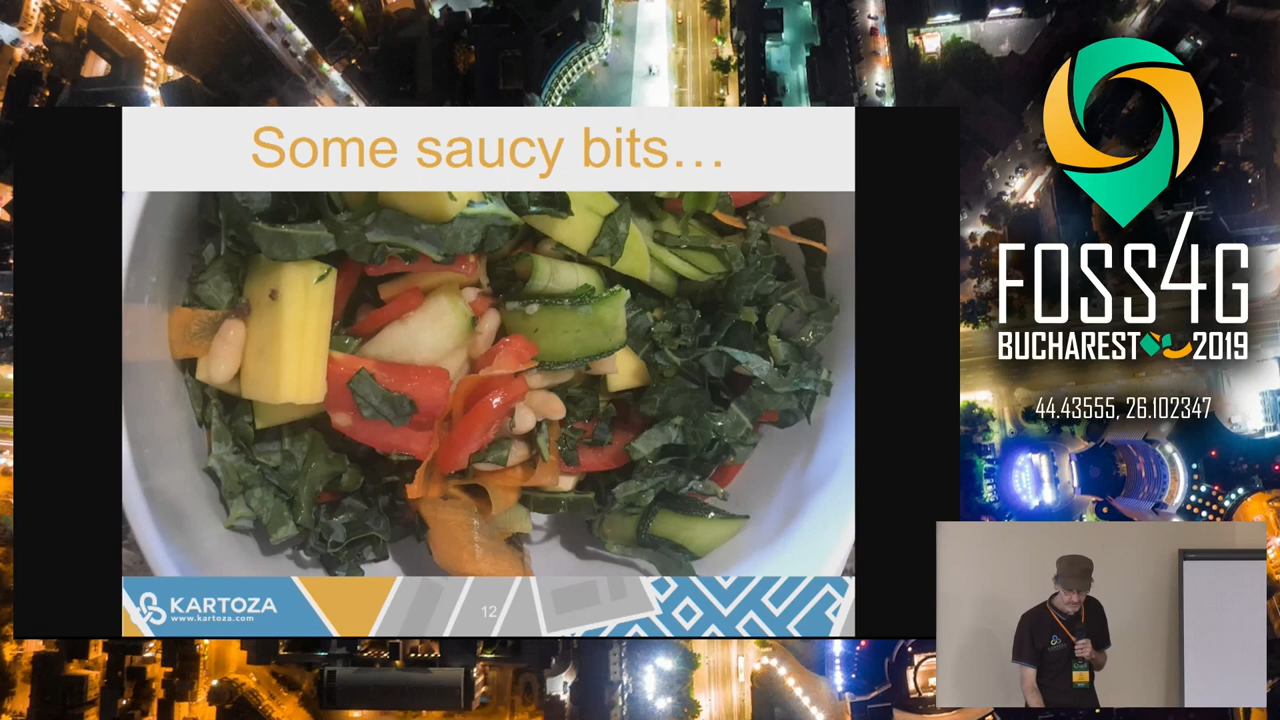 Some saucy bits…
KARTOZA
www.kartoza.com
12
FOSS4G
BUCHAREST 2019
44.43555, 26.102347